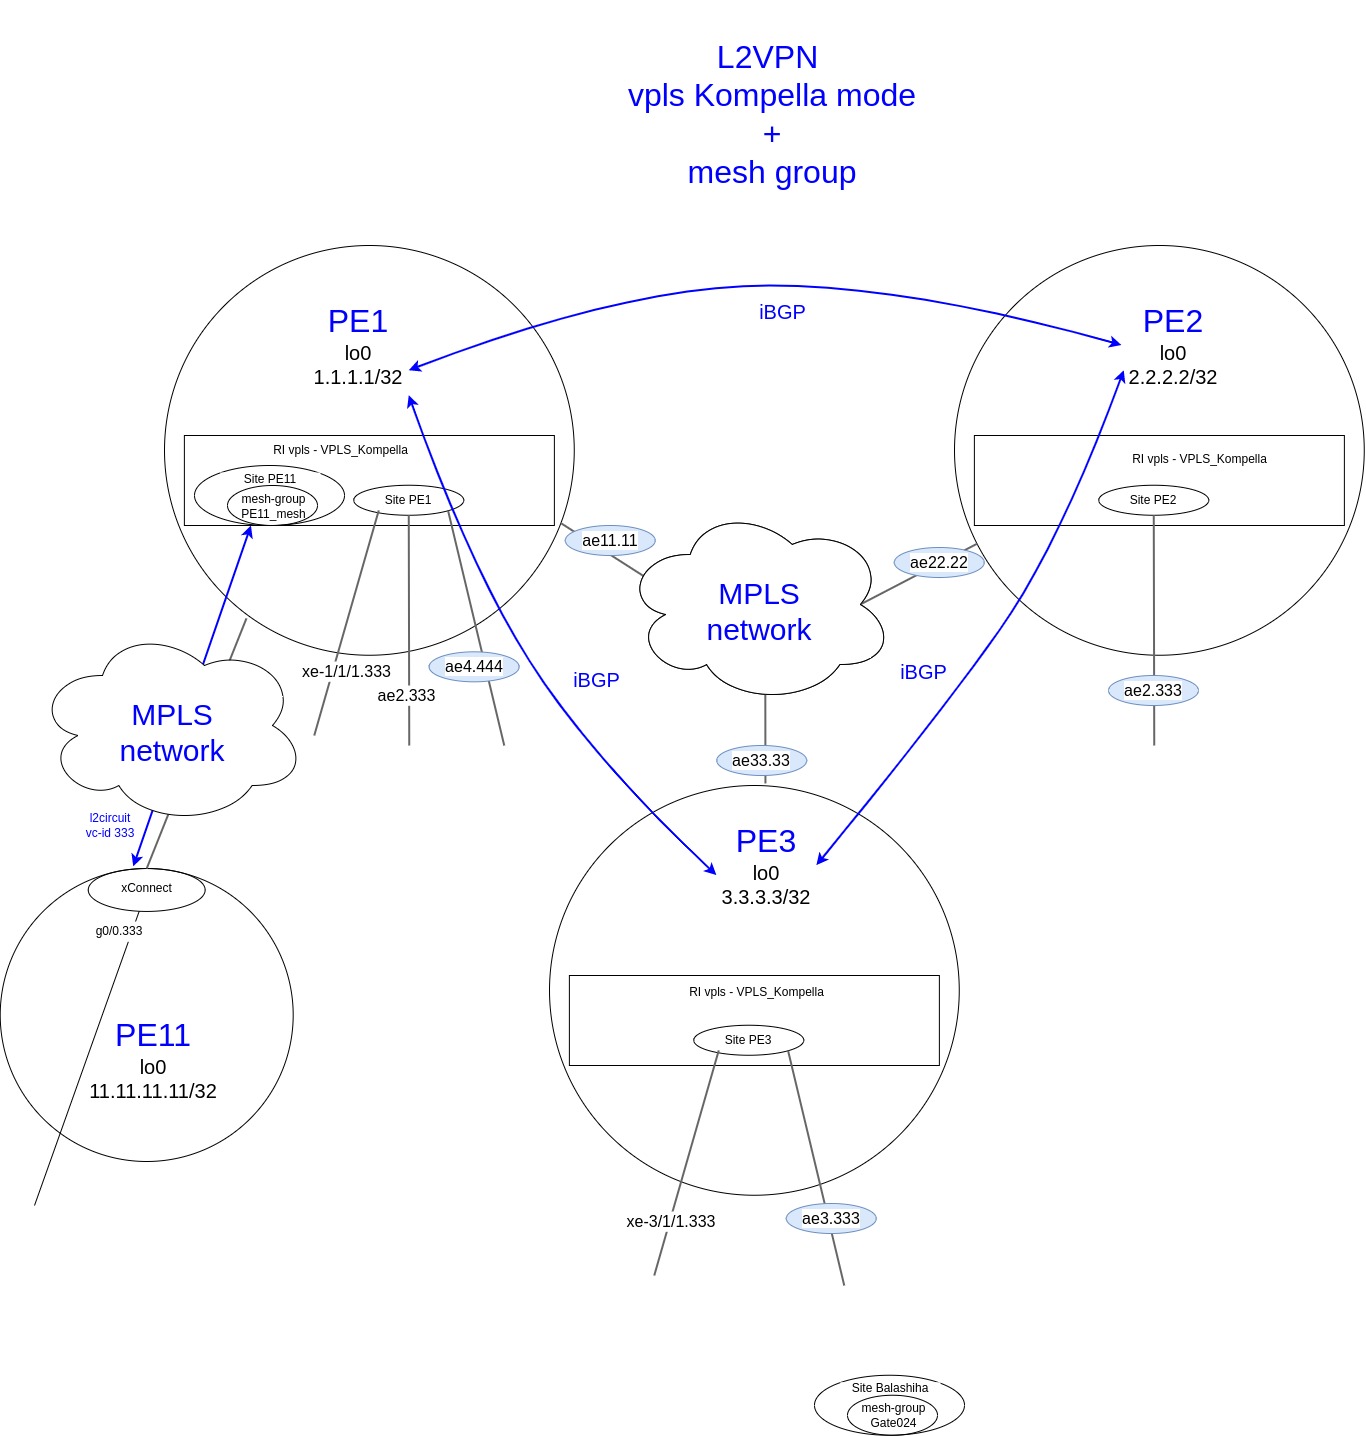 L2VPN
vpls Kompella mode
+
mesh group
iBGP
PE1
lo0
1.1.1.1/32
RI vpls - VPLS_Kompella
Site PE11
mesh-group
PE11_mesh
Site PE1
PE2
lo0
2.2.2.2/32
RI vpls - VPLS_Kompella
Site PE2
ae11.11
ae22.22
MPLS
network
xe-1/1/1.333
ae2.333
ae4.444
iBGP
iBGP
ae2.333
MPLS
network
ae33.33
l2circuit
vc-id 333
xConnect
g0/0.333
PE11
lo0
11.11.11.11/32
PE3
lo0
3.3.3.3/32
RI vpls - VPLS_Kompella
Site PE3
xe-3/1/1.333
ae3.333
Site Balashiha
mesh-group
Gate024